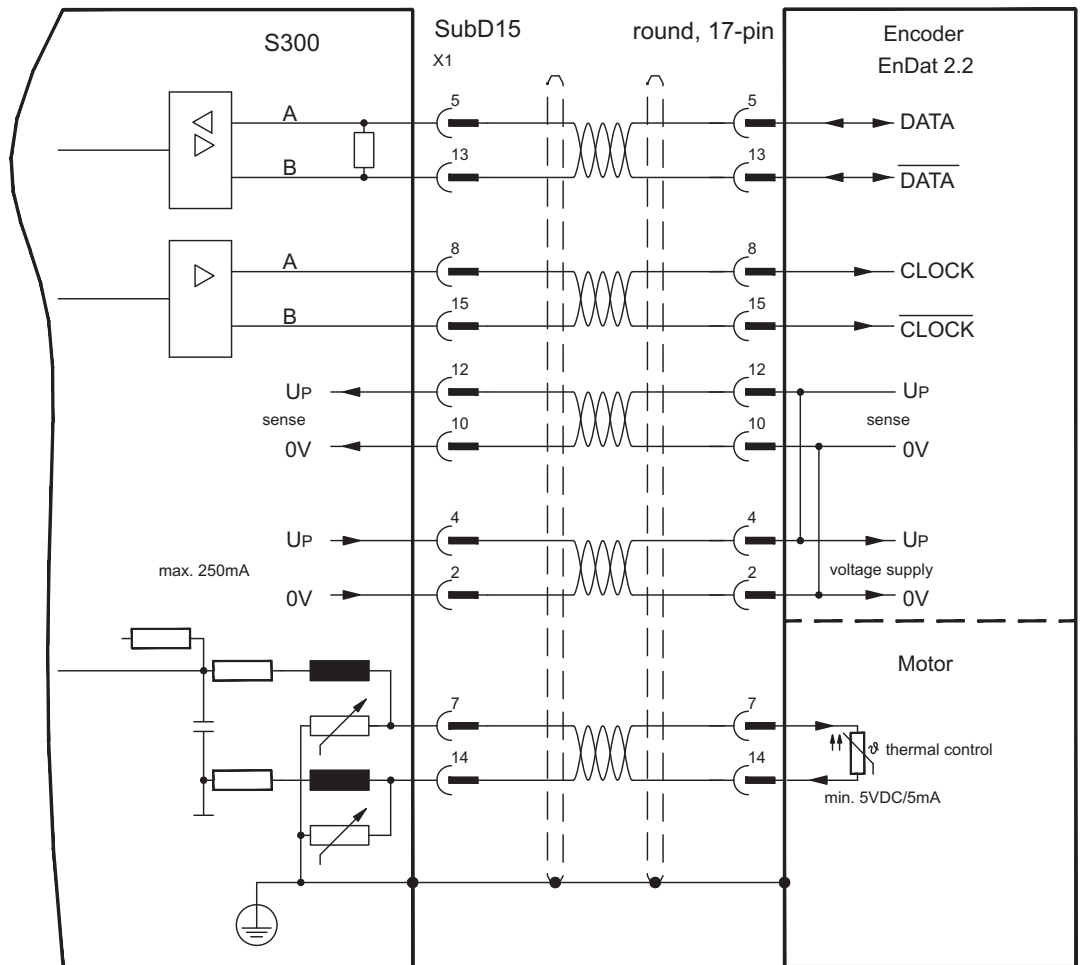 S300
SubD15
X1
round, 17-pin
Encoder
EnDat 2.2
A
5
5
DATA
B
13
13
DATA
A
8
8
CLOCK
B
15
15
CLOCK
UP
12
12
UP
sense
sense
0V
10
10
0V
UP
4
4
UP
max. 250mA
voltage supply
0V
2
2
0V
Motor
7
7
ϑ thermal control
14
14
min. 5VDC/5mA